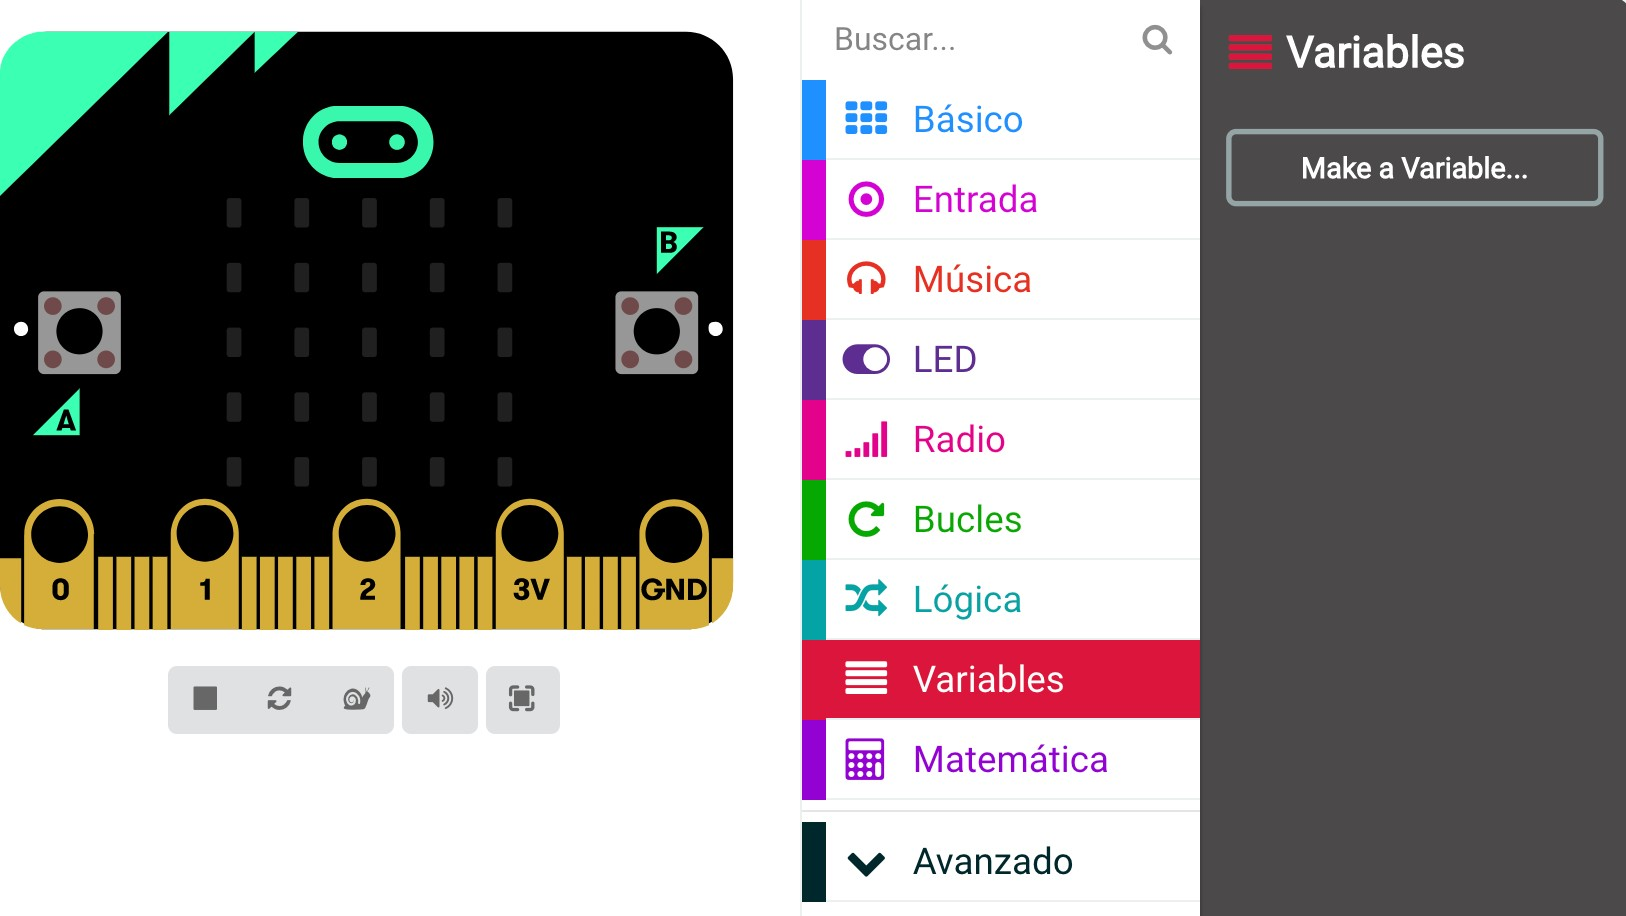 B
A
0
1
2
3V
GND
Buscar...
Básico
Entrada
Música
LED
Radio
Bucles
Lógica
Variables
Matemática
Avanzado
Variables
Make a Variable...